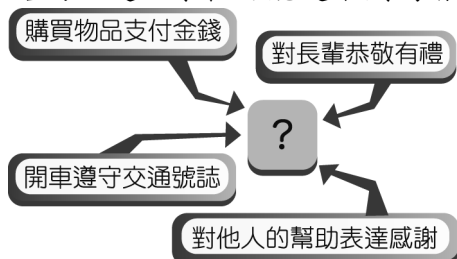 購買物品支付金錢
對長輩恭敬有禮
?
開車遵守交通號誌
對他人的幫助表達感謝